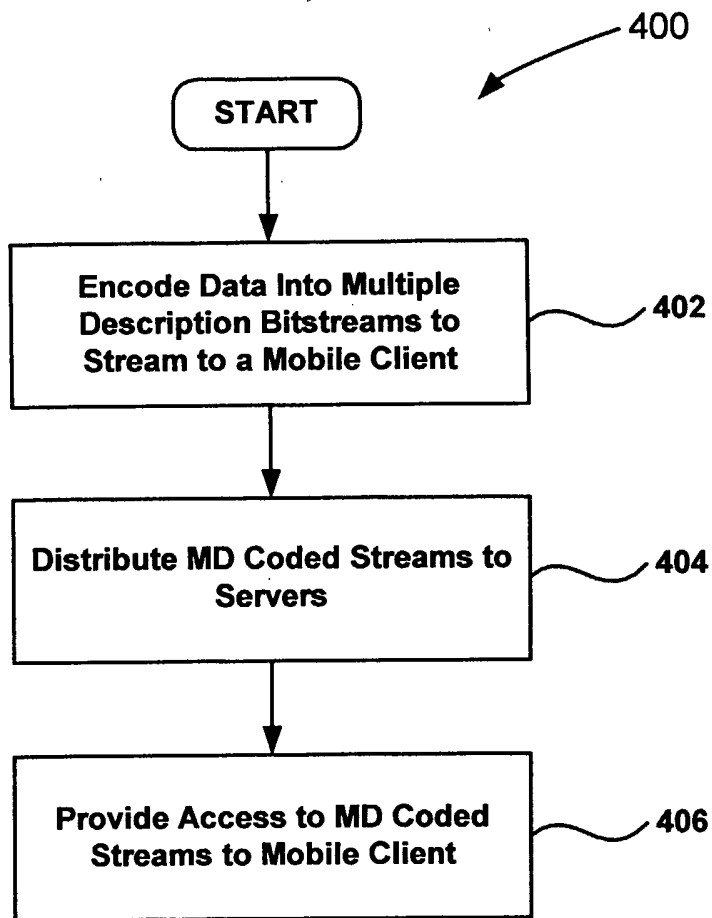 400
START
Encode Data Into Multiple
Description Bitstreams to
Stream to a Mobile Client
402
Distribute MD Coded Streams to
Servers
404
Provide Access to MD Coded
Streams to Mobile Client
406